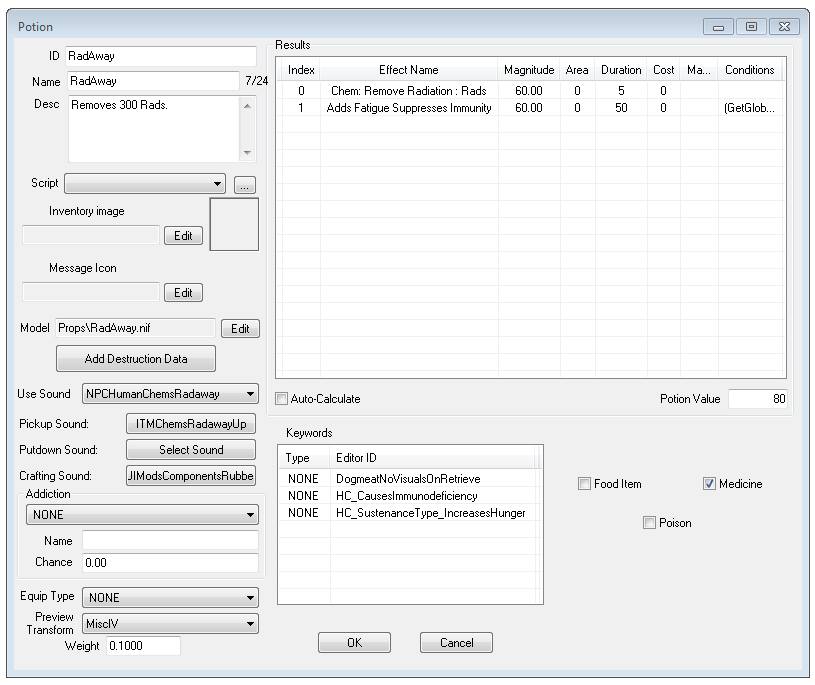 Potion
ID RadAway
Name RadAway 7/24
Desc Removes 300 Rads.
Script ...
Inventory image
Edit
Message Icon
Edit
Model Props\RadAway.nif Edit
Add Destruction Data
Use Sound NPCHumanChemsRadaway
Pickup Sound: ITMChemsRadawayUp
Putdown Sound: Select Sound
Crafting Sound: JIModsComponentsRubbe
Addiction
NONE
Name
Chance 0.00
Equip Type NONE
Preview Transform MiscIV
Weight 0.1000
Results
Index Effect Name Magnitude Area Duration Cost Ma... Conditions
0 Chem: Remove Radiation : Rads 60.00 0 5 0
1 Adds Fatigue Suppresses Immunity 60.00 0 50 0 (GetGlob...
Auto-Calculate Potion Value 80
Keywords
Type Editor ID
NONE DogmeatNoVisualsOnRetrieve
NONE HC_CausesImmunodeficiency
NONE HC_SustenanceType_IncreasesHunger
Food Item Medicine
Poison
OK Cancel